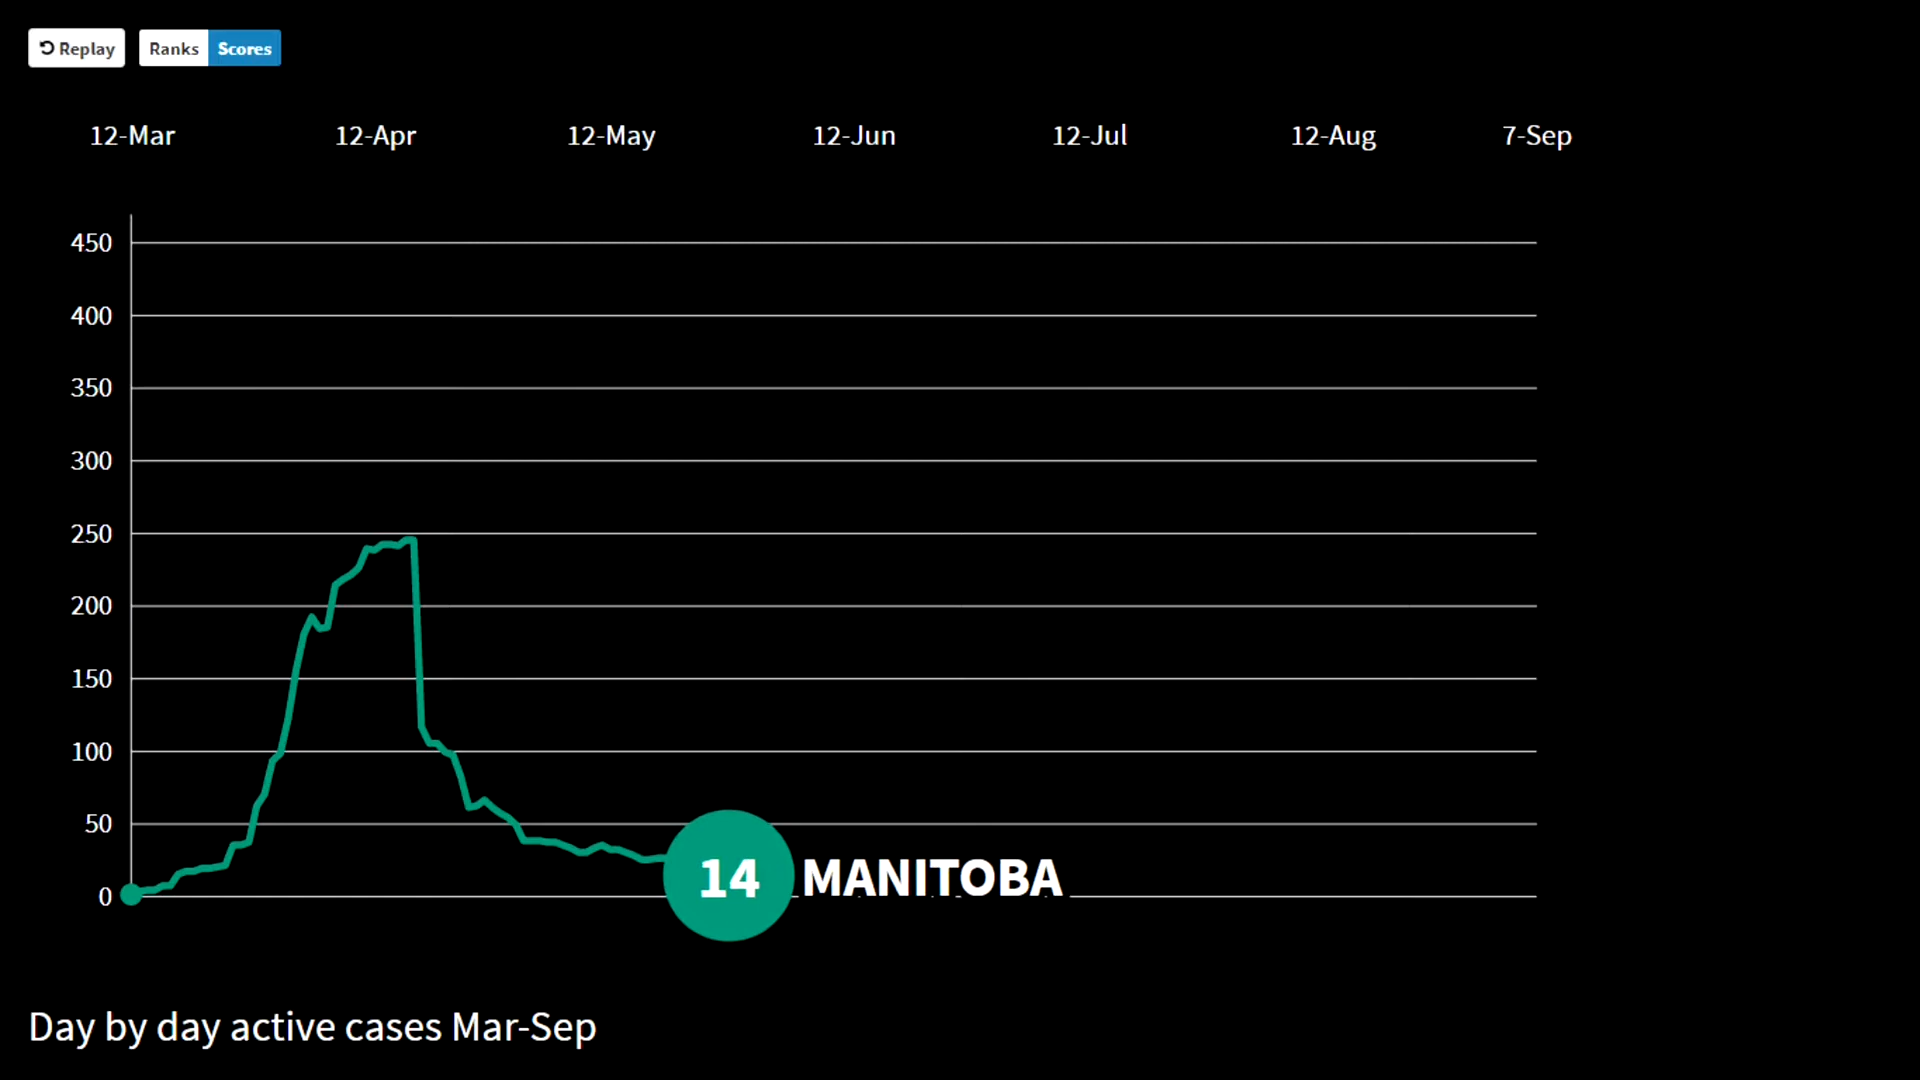 Replay Ranks Scores
12-Mar 12-Apr 12-May 12-Jun 12-Jul 12-Aug 7-Sep
450
400
350
300
250
200
150
100
50
0
14 MANITOBA
Day by day active cases Mar-Sep